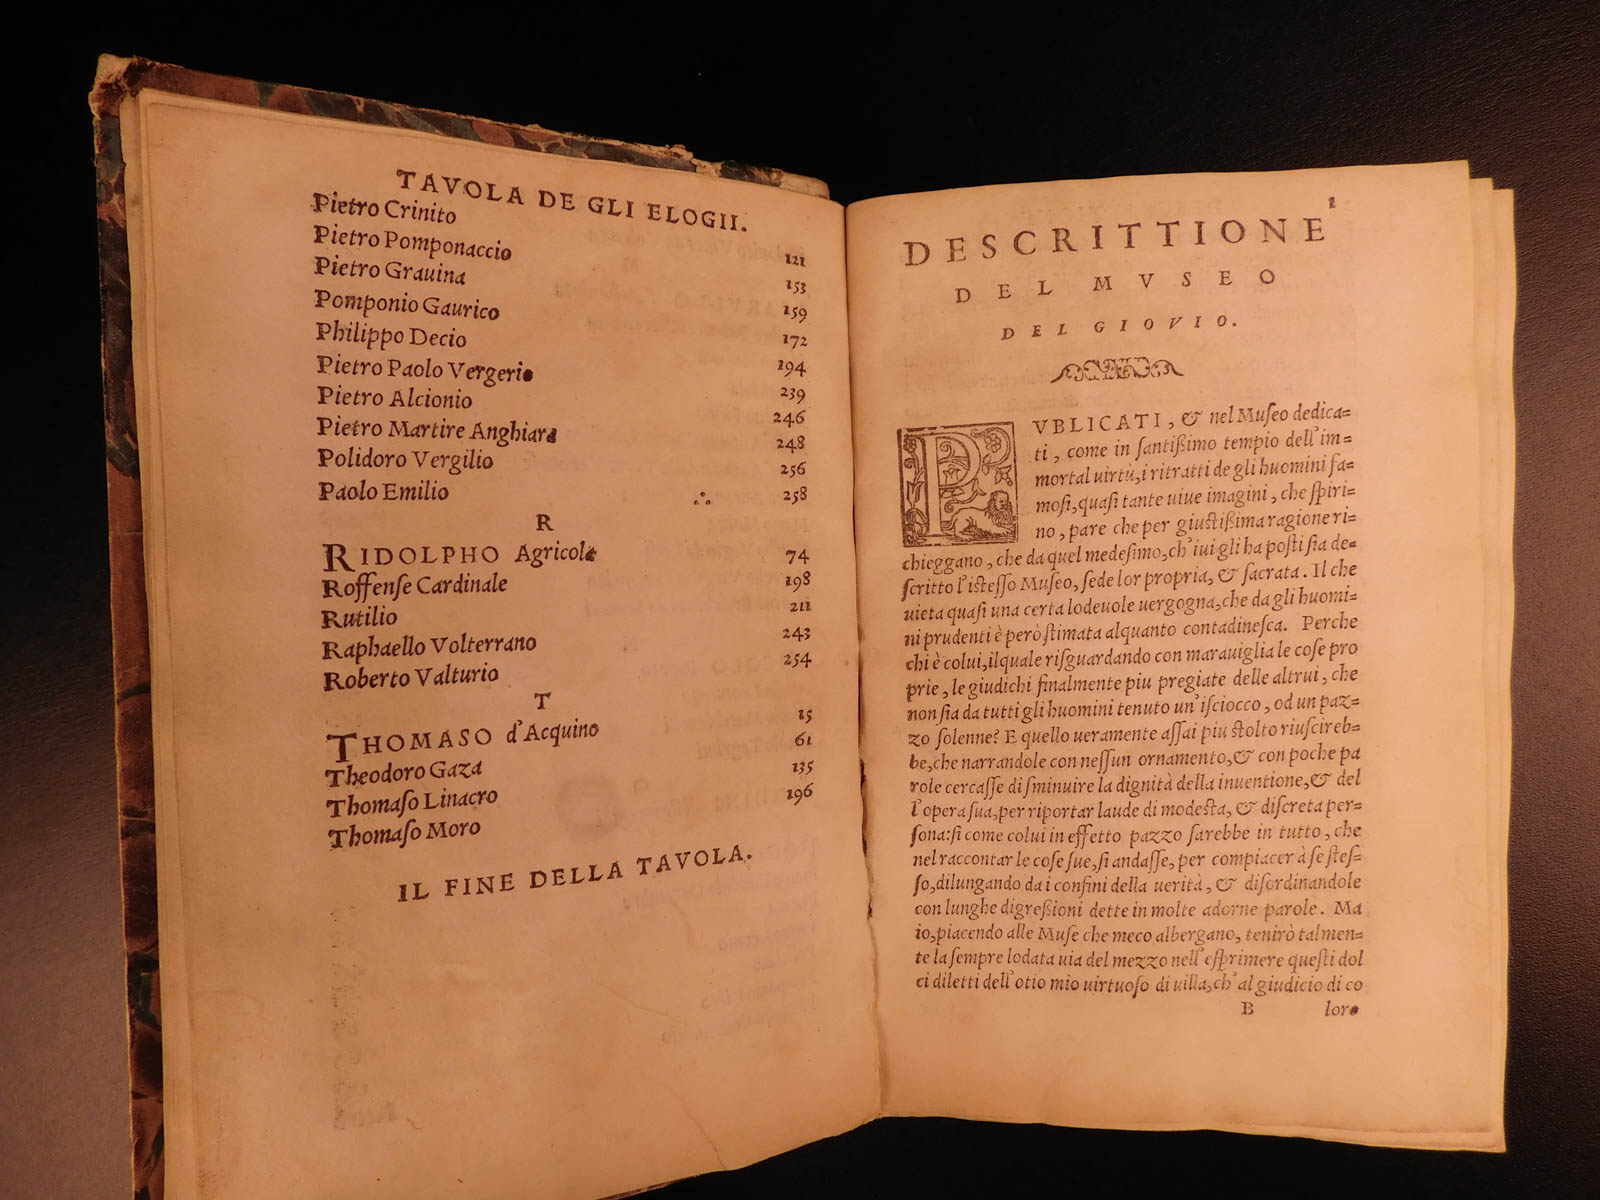 TAVOLA DE GLI ELOGII.
Pietro Crinito 121
Pietro Pomponaccio 153
Pietro Grauina 159
Pomponio Gaurico 172
Philippo Decio 194
Pietro Paolo Vergerio 239
Pietro Alcionio 246
Pietro Martire Anghiara 248
Polidoro Vergilio 256
Paolo Emilio 258
R
RIDOLPHO Agricola 74
Roffenſe Cardinale 198
Rutilio 211
Raphaello Volterrano 243
Roberto Valturio 254
T
THOMASO d'Acquino 15
Theodoro Gaza 61
Thomaſo Linacro 135
Thomaſo Moro 196
IL FINE DELLA TAVOLA.
1
DESCRITTIONE
DEL MVSEO
DEL GIOVIO.
PVBLICATI, & nel Muſeo dedica=
ti, come in ſantißimo tempio dell'im=
mortal uirtù, i ritratti de gli huomini fa=
moſi, quaſi tante uiue imagini, che ſpiri=
no, pare che per giuſtißima ragione ri=
chieggano, che da quel medeſimo, ch'iui gli ha poſti ſia de=
ſcritto l'iſteſſo Muſeo, ſede lor propria, & ſacrata. Il che
uieta quaſi una certa lodeuole uergogna, che da gli huomi=
ni prudenti è però ſtimata alquanto contadineſca. Perche
chi è colui, ilquale riſguardando con marauiglia le coſe pro
prie, le giudichi finalmente piu pregiate delle altrui, che
non ſia da tutti gli huomini tenuto un' iſciocco, od un paz=
zo ſolenne? E quello ueramente aſſai piu ſtolto riuſcireb=
be, che narrandole con neſſun ornamento, & con poche pa
role cercaſſe di ſminuire la dignità della inuentione, & del
l'opera ſua, per riportar laude di modeſta, & diſcreta per=
ſona: ſi come colui in effetto pazzo ſarebbe in tutto, che
nel raccontar le coſe ſue, ſi andaſſe, per compiacer à ſe ſteſ=
ſo, dilungando da i confini della uerità, & diſordinandole
con lunghe digreßioni dette in molte adorne parole. Ma
io, piacendo alle Muſe che meco albergano, tenirò talmen=
te la ſempre lodata uia del mezzo nell' eſprimere queſti dol
ci diletti dell'otio mio uirtuoſo di uilla, ch' al giudicio di co
B loro